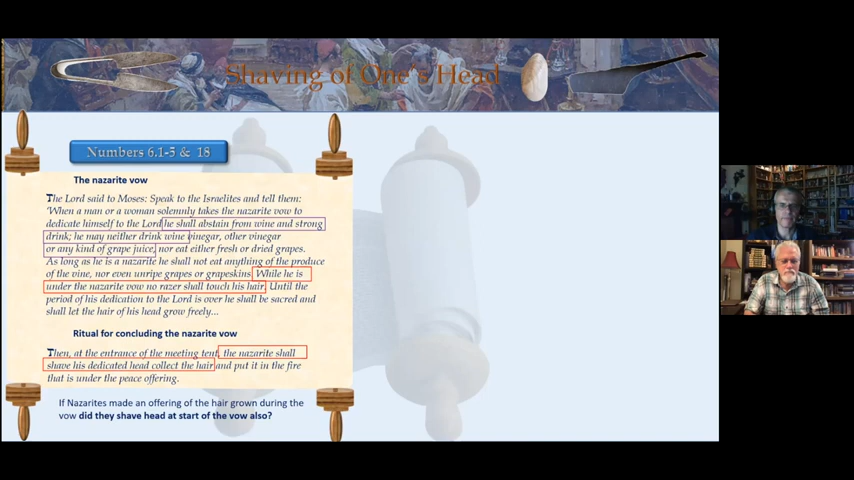 Shaving of One's Head
Numbers 6.1-5 & 18
The nazarite vow
The Lord said to Moses: Speak to the Israelites and tell them:
'When a man or a woman solemnly takes the nazarite vow to
dedicate himself to the Lord he shall abstain from wine and strong
drink; he may neither drink wine vinegar, other vinegar
or any kind of grape juice, nor eat either fresh or dried grapes.
As long as he is a nazarite he shall not eat anything of the produce
of the vine, nor even unripe grapes or grapeskins. While he is
under the nazarite vow no razer shall touch his hair. Until the
period of his dedication to the Lord is over he shall be sacred and
shall let the hair of his head grow freely...
Ritual for concluding the nazarite vow
Then, at the entrance of the meeting tent, the nazarite shall
shave his dedicated head collect the hair and put it in the fire
that is under the peace offering.
If Nazarites made an offering of the hair grown during the
vow did they shave head at start of the vow also?